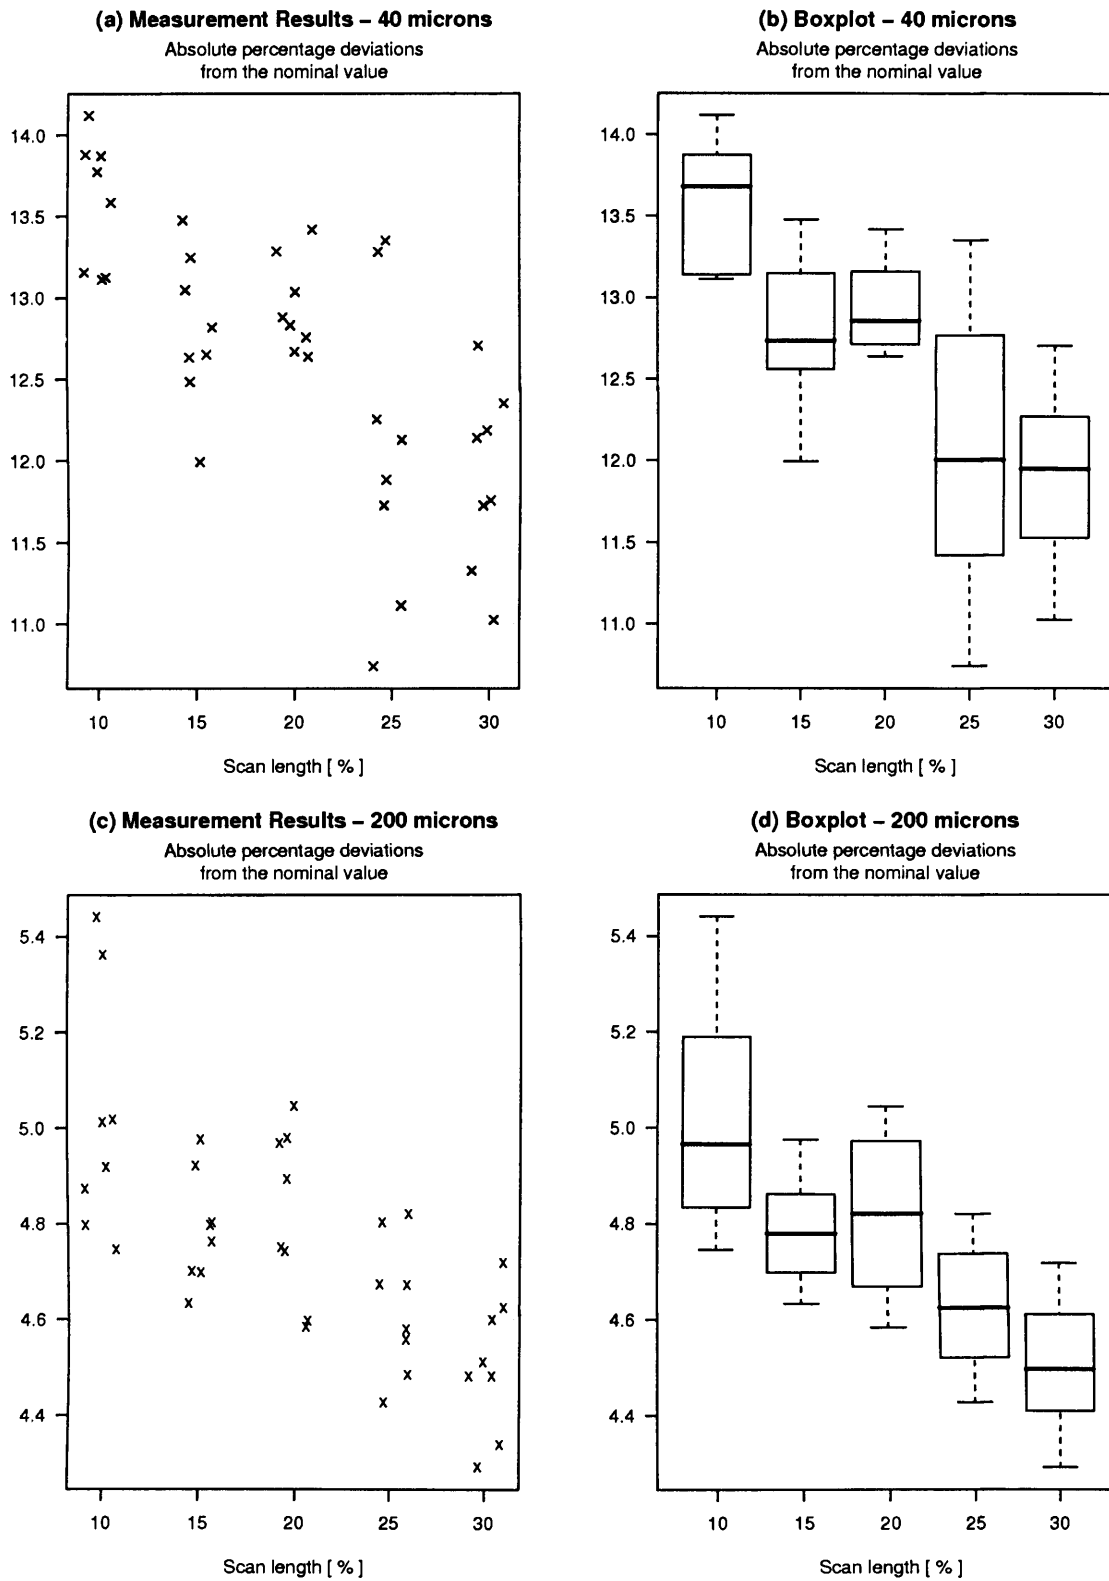 (a) Measurement Results – 40 microns
Absolute percentage deviations
from the nominal value
14.0
13.5
13.0
12.5
12.0
11.5
11.0
10 15 20 25 30
Scan length [ % ]
(b) Boxplot – 40 microns
Absolute percentage deviations
from the nominal value
14.0
13.5
13.0
12.5
12.0
11.5
11.0
10 15 20 25 30
Scan length [ % ]
(c) Measurement Results – 200 microns
Absolute percentage deviations
from the nominal value
5.4
5.2
5.0
4.8
4.6
4.4
10 15 20 25 30
Scan length [ % ]
(d) Boxplot – 200 microns
Absolute percentage deviations
from the nominal value
5.4
5.2
5.0
4.8
4.6
4.4
10 15 20 25 30
Scan length [ % ]